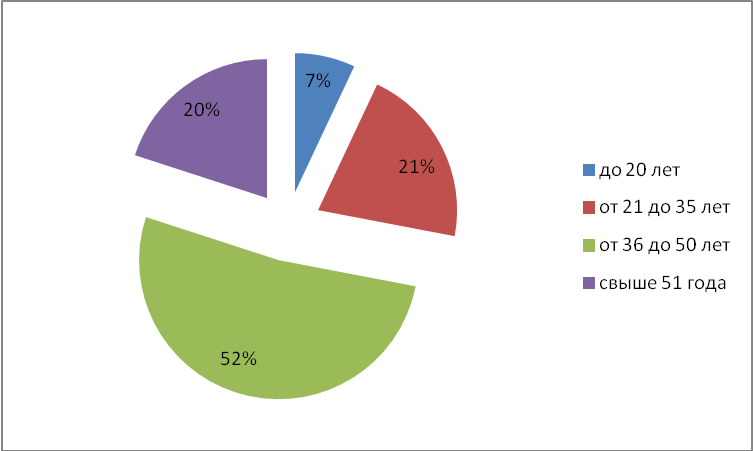 7%
20%
21%
52%
до 20 лет
от 21 до 35 лет
от 36 до 50 лет
свыше 51 года